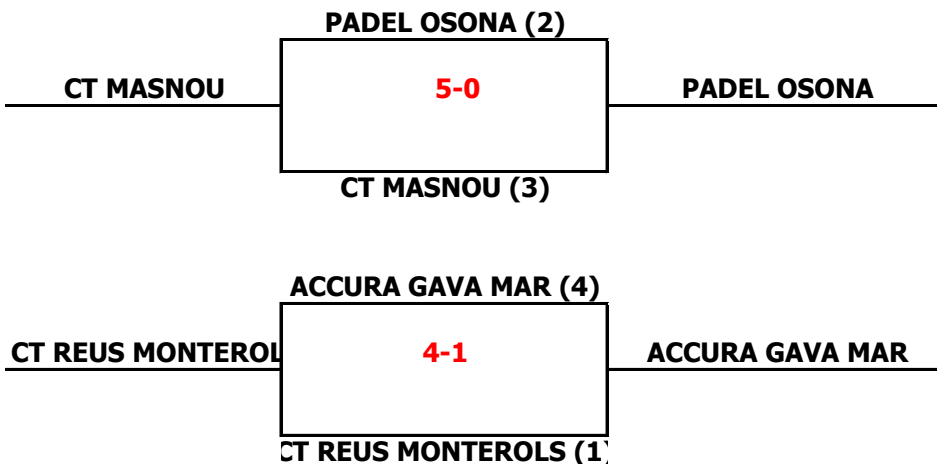 PADEL OSONA (2)
CT MASNOU 5-0 PADEL OSONA
CT MASNOU (3)
ACCURA GAVA MAR (4)
CT REUS MONTEROL 4-1 ACCURA GAVA MAR
CT REUS MONTEROLS (1)